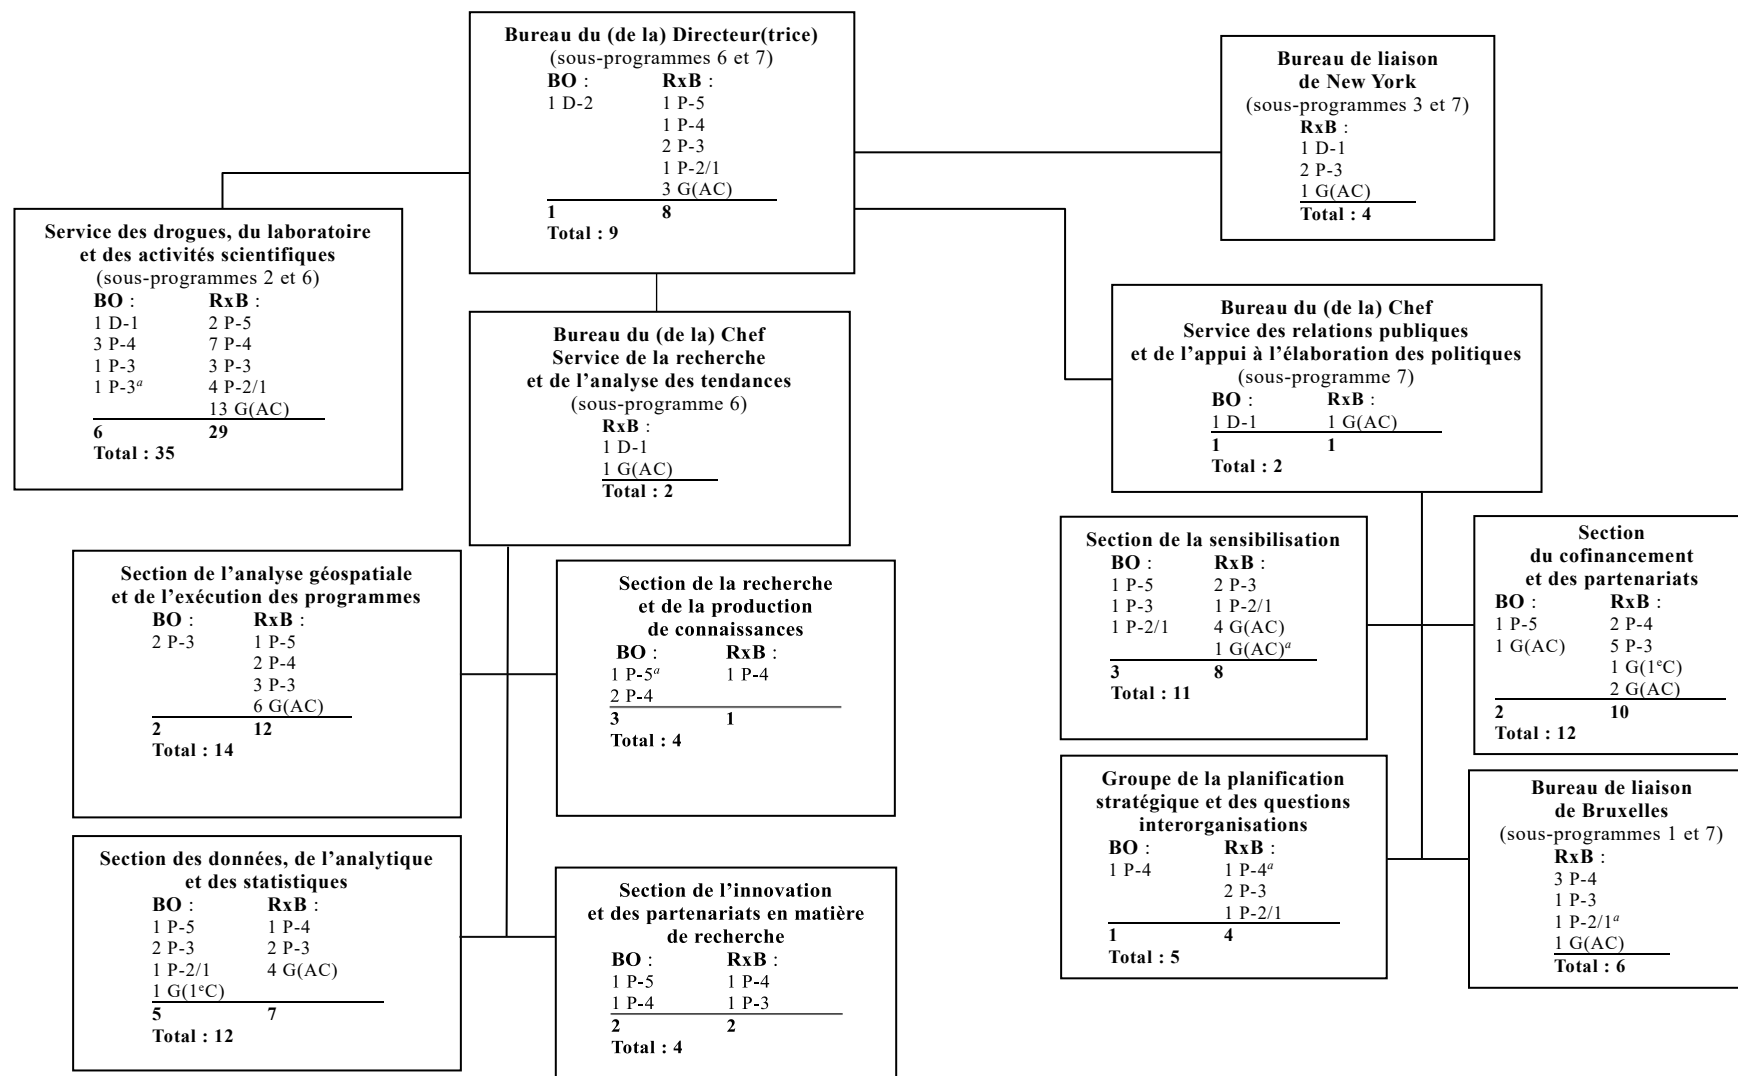 Bureau du (de la) Directeur(trice)
(sous-programmes 6 et 7)
BO : RxB :
1 D-2 1 P-5
1 P-4
2 P-3
1 P-2/1
3 G(AC)
1 8
Total : 9
Bureau de liaison
de New York
(sous-programmes 3 et 7)
RxB :
1 D-1
2 P-3
1 G(AC)
Total : 4
Service des drogues, du laboratoire
et des activités scientifiques
(sous-programmes 2 et 6)
BO : RxB :
1 D-1 2 P-5
3 P-4 7 P-4
1 P-3 3 P-3
1 P-3ᵃ 4 P-2/1
13 G(AC)
6 29
Total : 35
Bureau du (de la) Chef
Service de la recherche
et de l’analyse des tendances
(sous-programme 6)
RxB :
1 D-1
1 G(AC)
Total : 2
Bureau du (de la) Chef
Service des relations publiques
et de l’appui à l’élaboration des politiques
(sous-programme 7)
BO : RxB :
1 D-1 1 G(AC)
1 1
Total : 2
Section de l’analyse géospatiale
et de l’exécution des programmes
BO : RxB :
2 P-3 1 P-5
2 P-4
3 P-3
6 G(AC)
2 12
Total : 14
Section de la recherche
et de la production
de connaissances
BO : RxB :
1 P-5ᵃ 1 P-4
2 P-4
3 1
Total : 4
Section de la sensibilisation
BO : RxB :
1 P-5 2 P-3
1 P-3 1 P-2/1
1 P-2/1 4 G(AC)
1 G(AC)ᵃ
3 8
Total : 11
Section
du cofinancement
et des partenariats
BO : RxB :
1 P-5 2 P-4
1 G(AC) 5 P-3
1 G(1ᵉC)
2 G(AC)
2 10
Total : 12
Section des données, de l’analytique
et des statistiques
BO : RxB :
1 P-5 1 P-4
2 P-3 2 P-3
1 P-2/1 4 G(AC)
1 G(1ᵉC)
5 7
Total : 12
Section de l’innovation
et des partenariats en matière
de recherche
BO : RxB :
1 P-5 1 P-4
1 P-4 1 P-3
2 2
Total : 4
Groupe de la planification
stratégique et des questions
interorganisations
BO : RxB :
1 P-4 1 P-4ᵃ
2 P-3
1 P-2/1
1 4
Total : 5
Bureau de liaison
de Bruxelles
(sous-programmes 1 et 7)
RxB :
3 P-4
1 P-3
1 P-2/1ᵃ
1 G(AC)
Total : 6